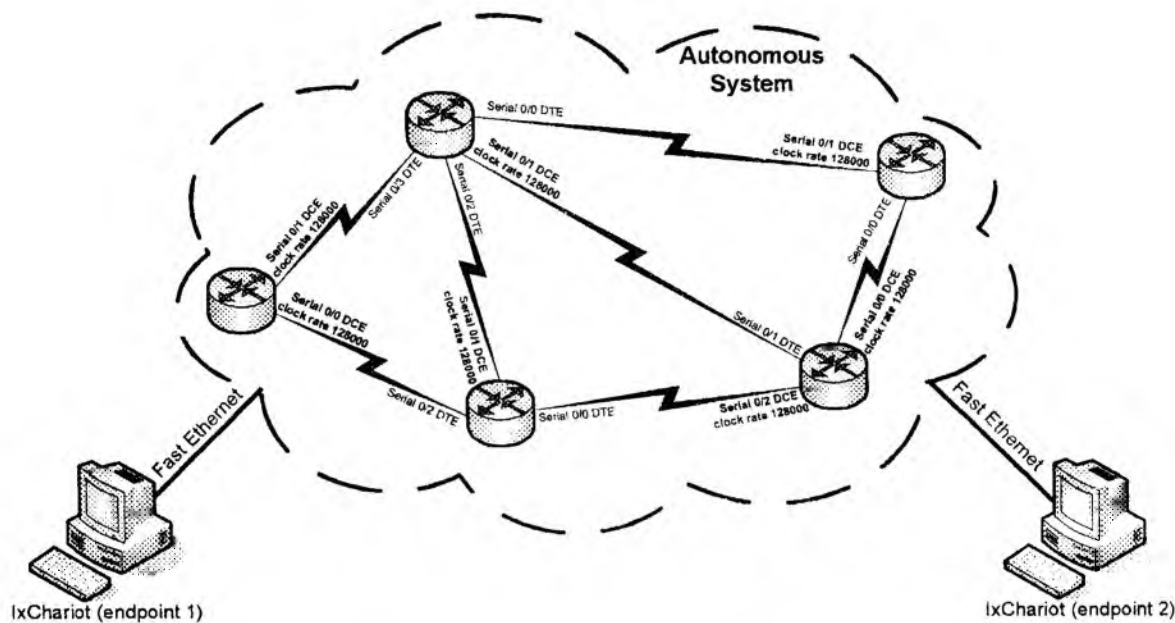 Autonomous
System
Serial 0/0 DTE
Serial 0/1 DCE
clock rate 128000
Serial 0/1 DCE
clock rate 128000
Serial 0/3 DTE
Serial 0/2 DTE
Serial 0/1 DCE
clock rate 128000
Serial 0/0 DTE
Serial 0/0 DCE
clock rate 128000
Serial 0/0 DCE
clock rate 128000
Serial 0/1 DCE
clock rate 128000
Serial 0/1 DTE
Serial 0/2 DTE
Serial 0/0 DTE
Serial 0/2 DCE
clock rate 128000
Fast Ethernet
Fast Ethernet
IxChariot (endpoint 1)
IxChariot (endpoint 2)